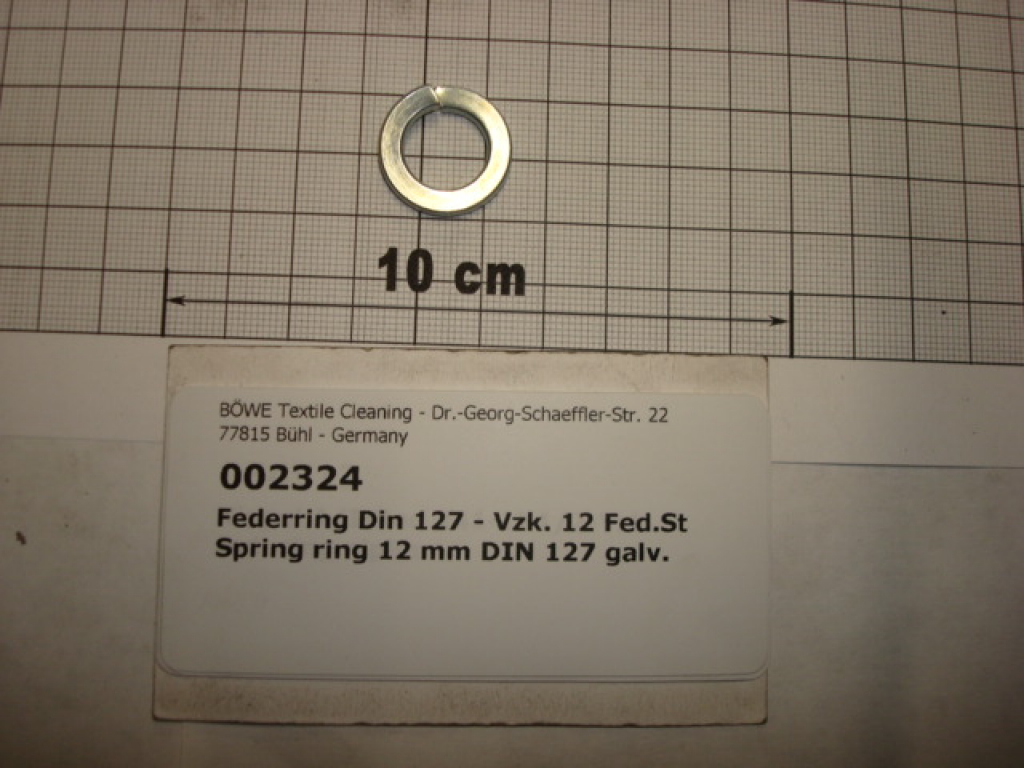 10 cm
BÖWE Textile Cleaning - Dr.-Georg-Schaeffler-Str. 22
77815 Bühl - Germany
002324
Federring Din 127 - Vzk. 12 Fed.St
Spring ring 12 mm DIN 127 galv.